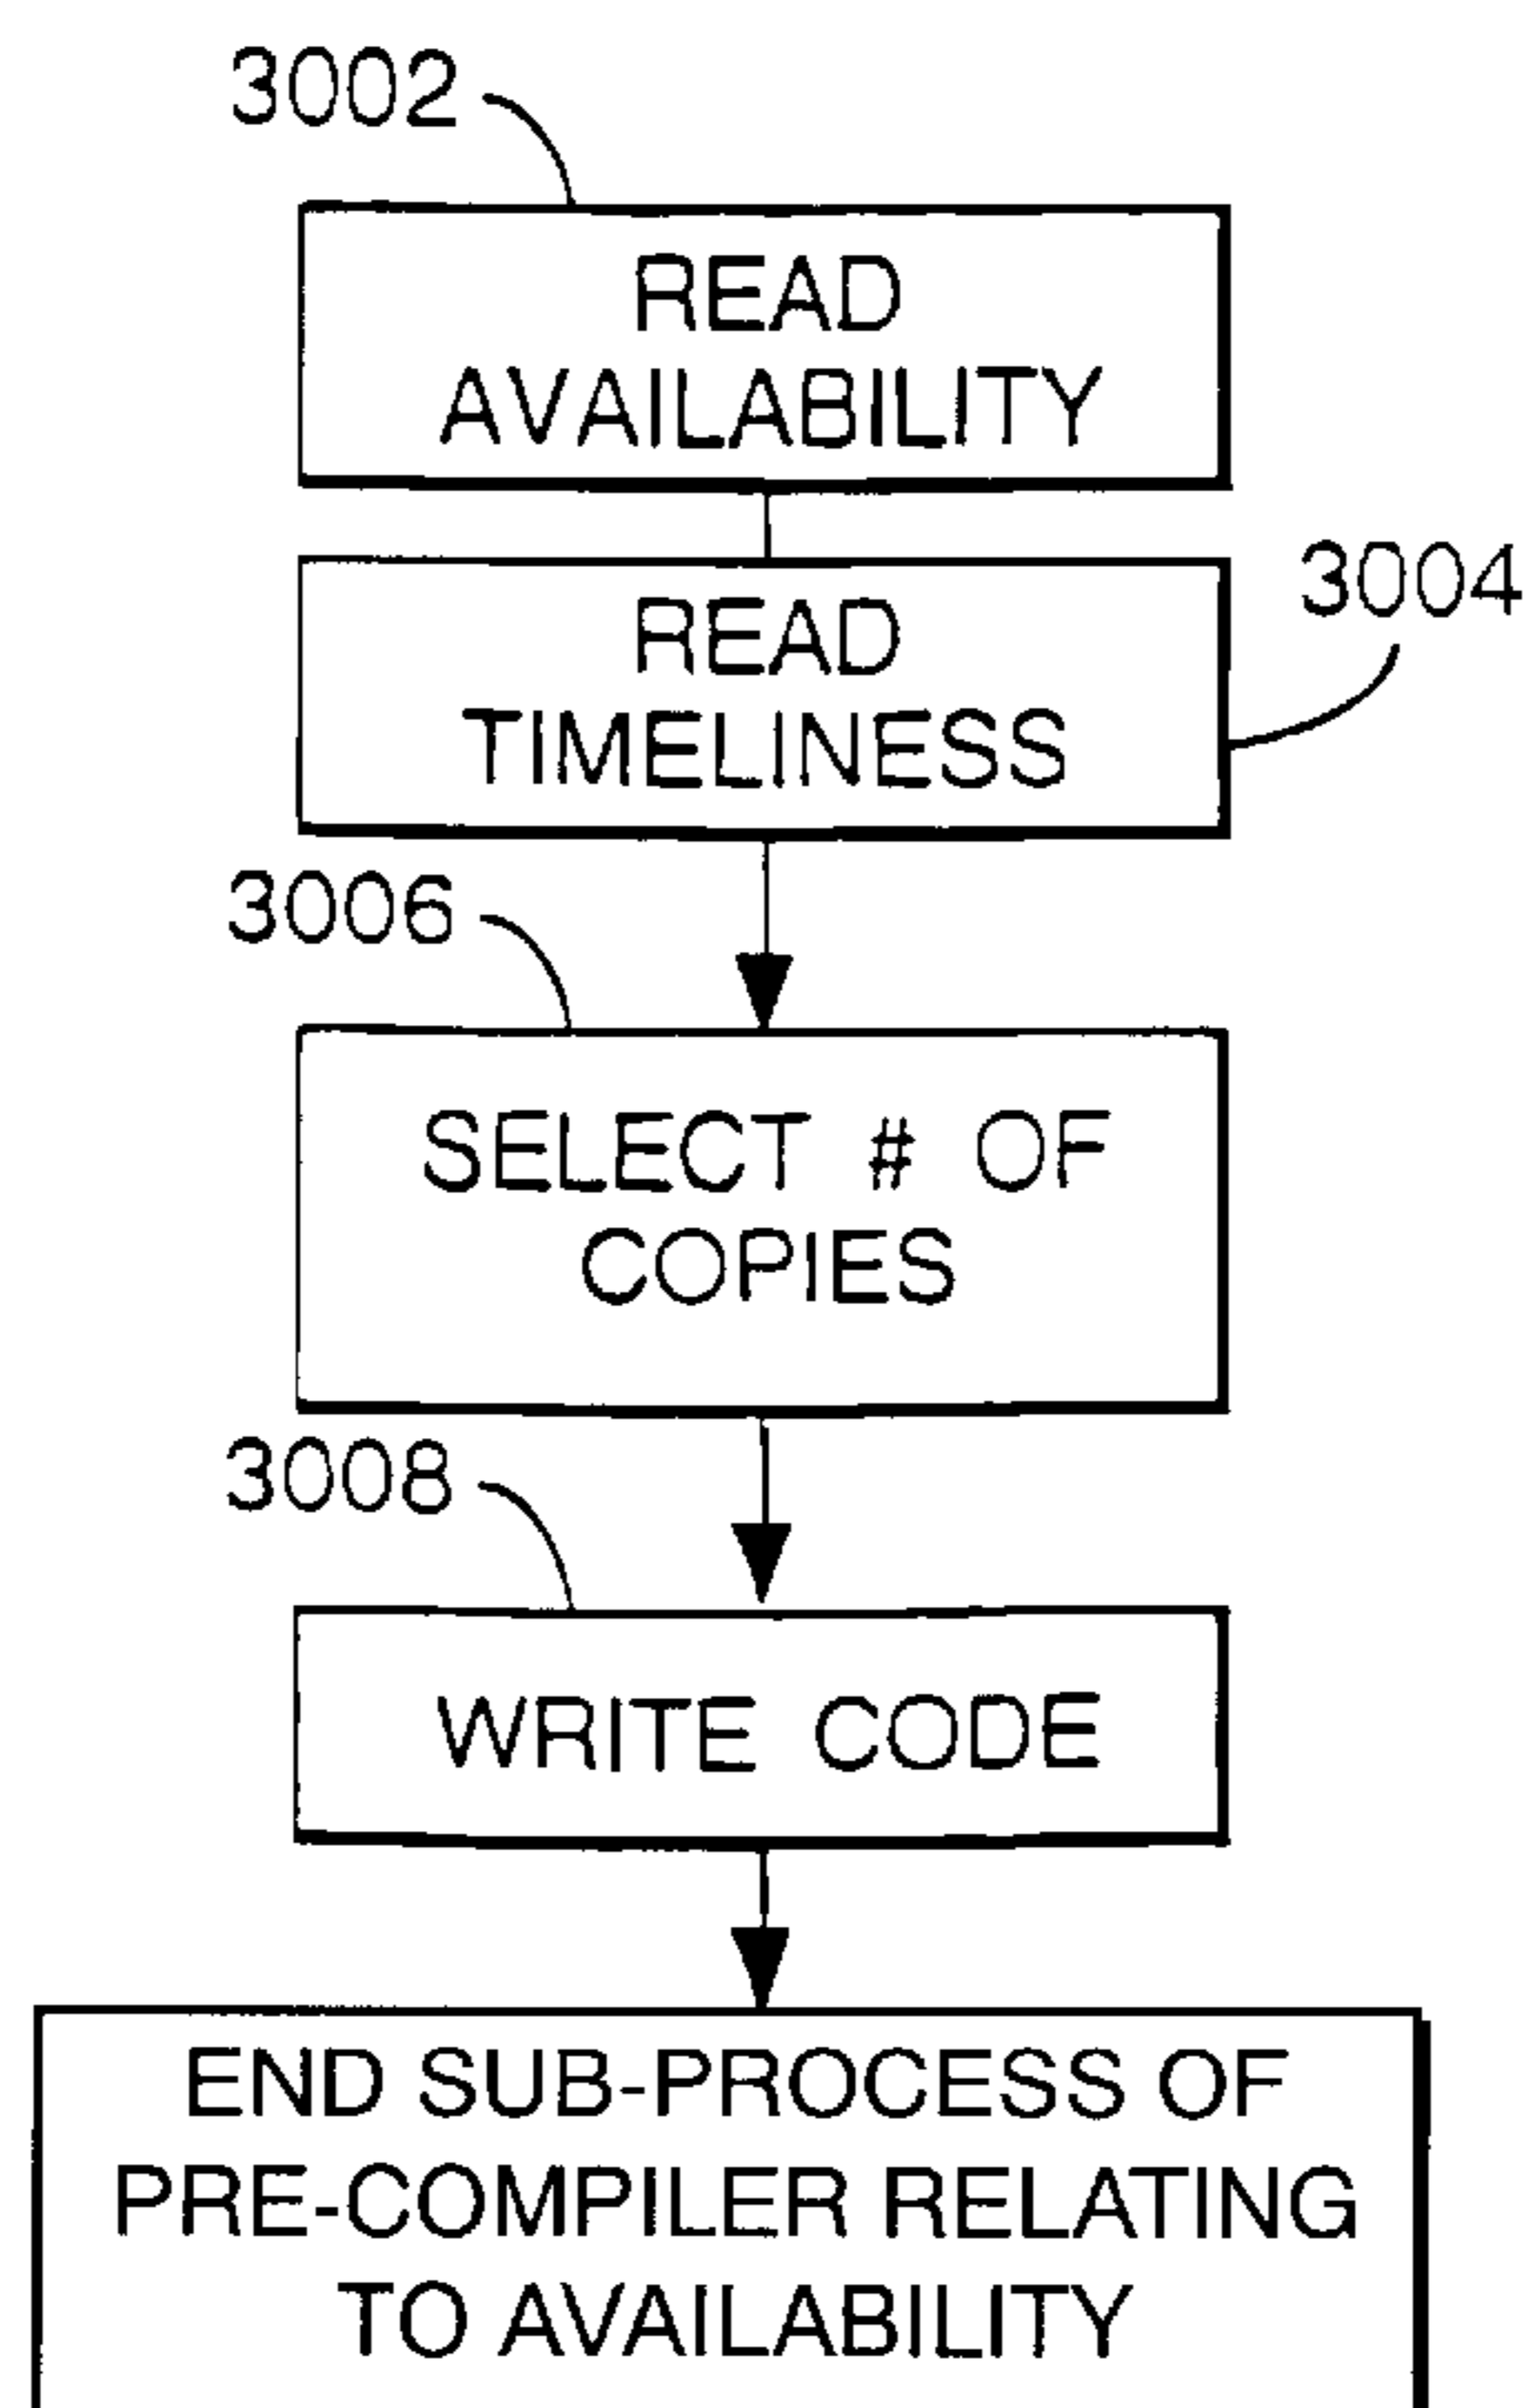 3002
READ
AVAILABILITY
3004
READ
TIMELINESS
3006
SELECT # OF
COPIES
3008
WRITE CODE
END SUB-PROCESS OF
PRE-COMPILER RELATING
TO AVAILABILITY